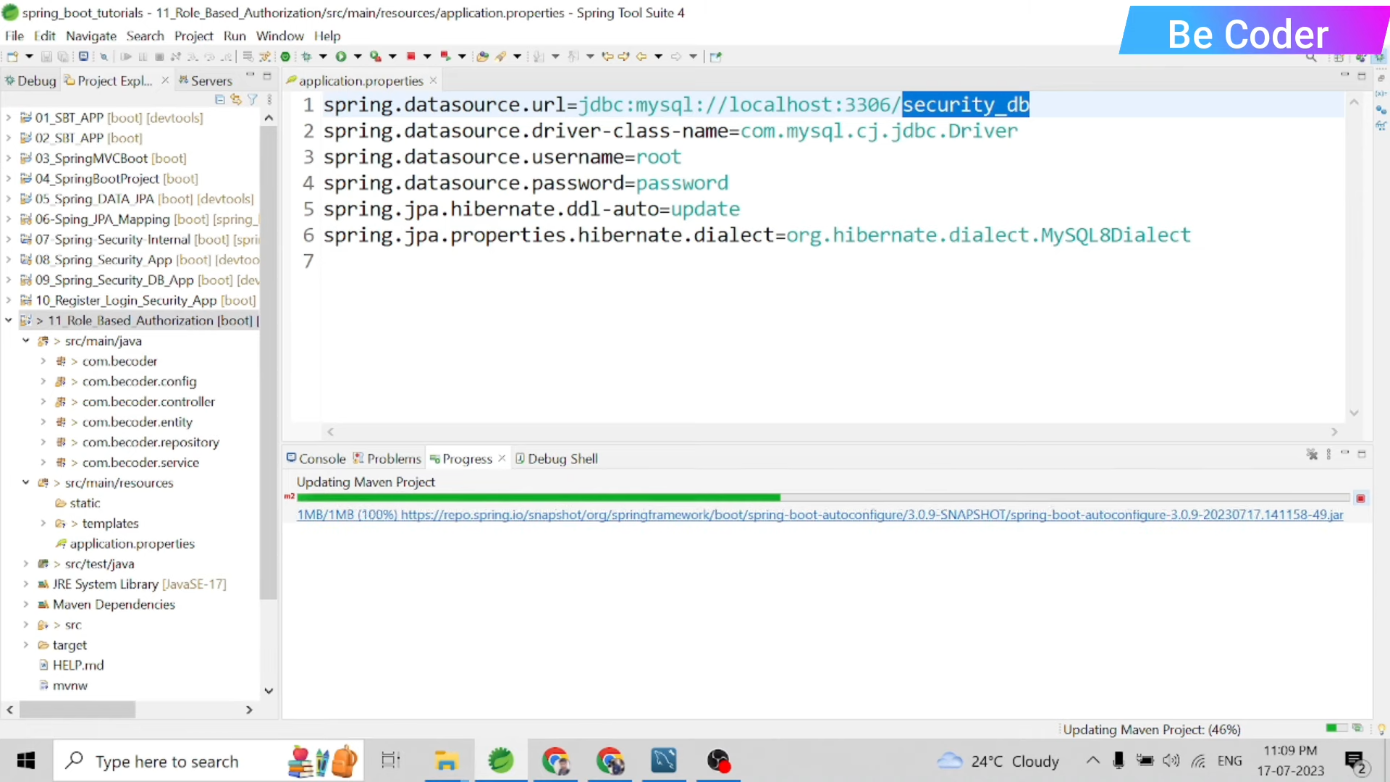 spring_boot_tutorials - 11_Role_Based_Authorization/src/main/resources/application.properties - Spring Tool Suite 4
Be Coder
File Edit Navigate Search Project Run Window Help
Debug Project Expl... Servers
application.properties
01_SBT_APP [boot] [devtools]
02_SBT_APP [boot]
03_SpringMVCBoot [boot]
04_SpringBootProject [boot]
05_Spring_DATA_JPA [boot] [devtools]
06-Sping_JPA_Mapping [boot] [spring_
07-Spring-Security-Internal [boot] [spri
08_Spring_Security_App [boot] [devtoo
09_Spring_Security_DB_App [boot] [dev
10_Register_Login_Security_App [boot]
> 11_Role_Based_Authorization [boot] [
> src/main/java
> com.becoder
> com.becoder.config
> com.becoder.controller
> com.becoder.entity
> com.becoder.repository
> com.becoder.service
> src/main/resources
static
> templates
application.properties
> src/test/java
JRE System Library [JavaSE-17]
Maven Dependencies
> src
target
HELP.md
mvnw
1 spring.datasource.url=jdbc:mysql://localhost:3306/security_db
2 spring.datasource.driver-class-name=com.mysql.cj.jdbc.Driver
3 spring.datasource.username=root
4 spring.datasource.password=password
5 spring.jpa.hibernate.ddl-auto=update
6 spring.jpa.properties.hibernate.dialect=org.hibernate.dialect.MySQL8Dialect
7
Console Problems Progress Debug Shell
Updating Maven Project
m2
1MB/1MB (100%) https://repo.spring.io/snapshot/org/springframework/boot/spring-boot-autoconfigure/3.0.9-SNAPSHOT/spring-boot-autoconfigure-3.0.9-20230717.141158-49.jar
Updating Maven Project: (46%)
Type here to search
24°C Cloudy
ENG
11:09 PM
17-07-2023
2